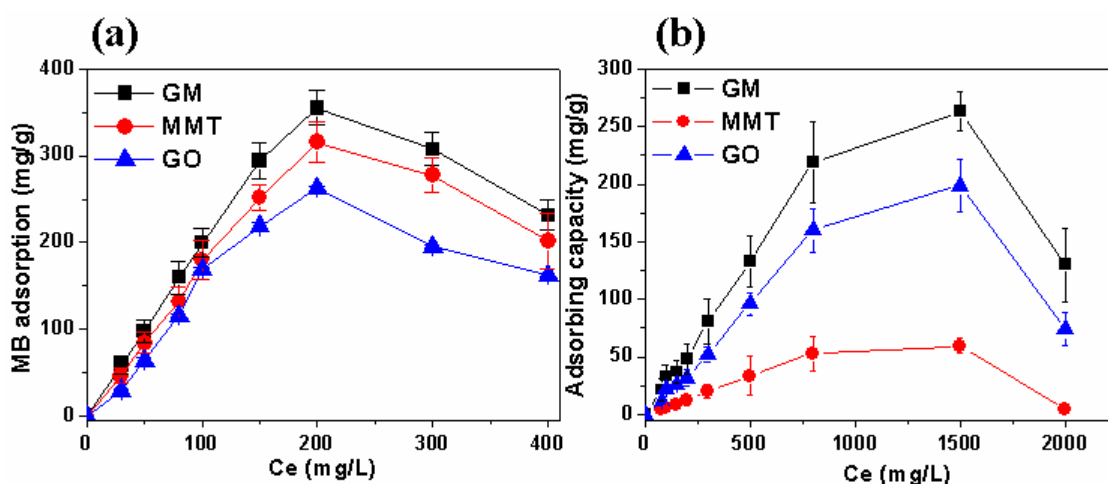 (a)
MB adsorption (mg/g)
400
300
200
100
0
GM
MMT
GO
0 100 200 300 400
Ce (mg/L)
(b)
Adsorbing capacity (mg/g)
300
250
200
150
100
50
0
GM
MMT
GO
0 500 1000 1500 2000
Ce (mg/L)